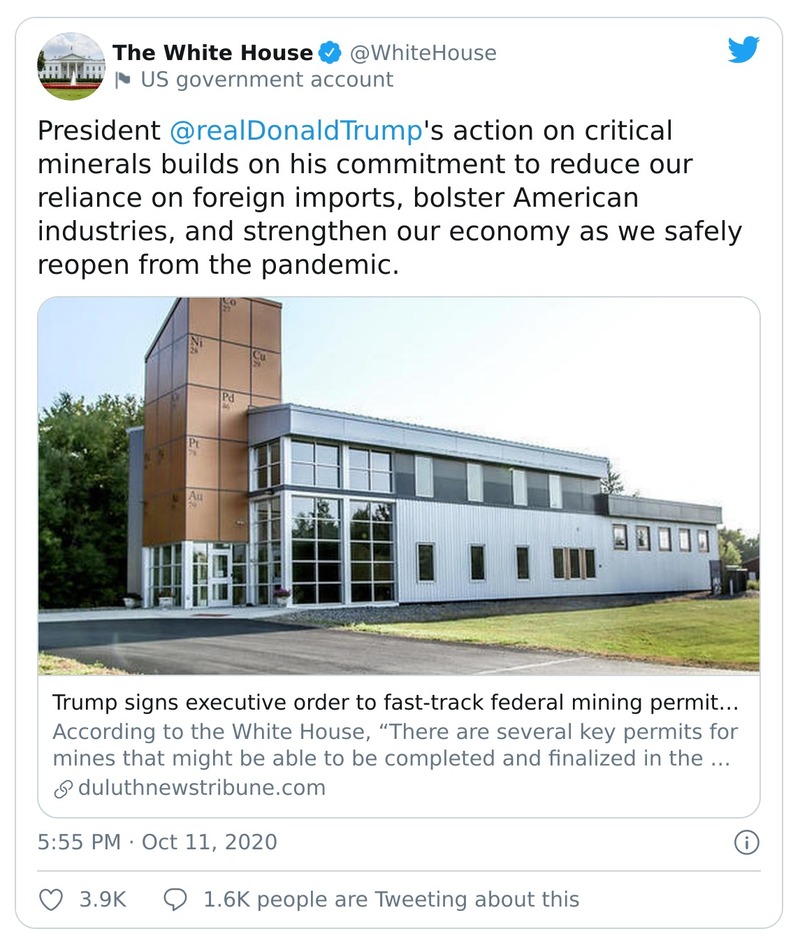 The White House @WhiteHouse
US government account
President @realDonaldTrump's action on critical
minerals builds on his commitment to reduce our
reliance on foreign imports, bolster American
industries, and strengthen our economy as we safely
reopen from the pandemic.
Co
27
Ni
28
Cu
29
Pd
46
Pt
78
Au
79
Trump signs executive order to fast-track federal mining permit...
According to the White House, “There are several key permits for
mines that might be able to be completed and finalized in the ...
duluthnewstribune.com
5:55 PM · Oct 11, 2020
3.9K 1.6K people are Tweeting about this